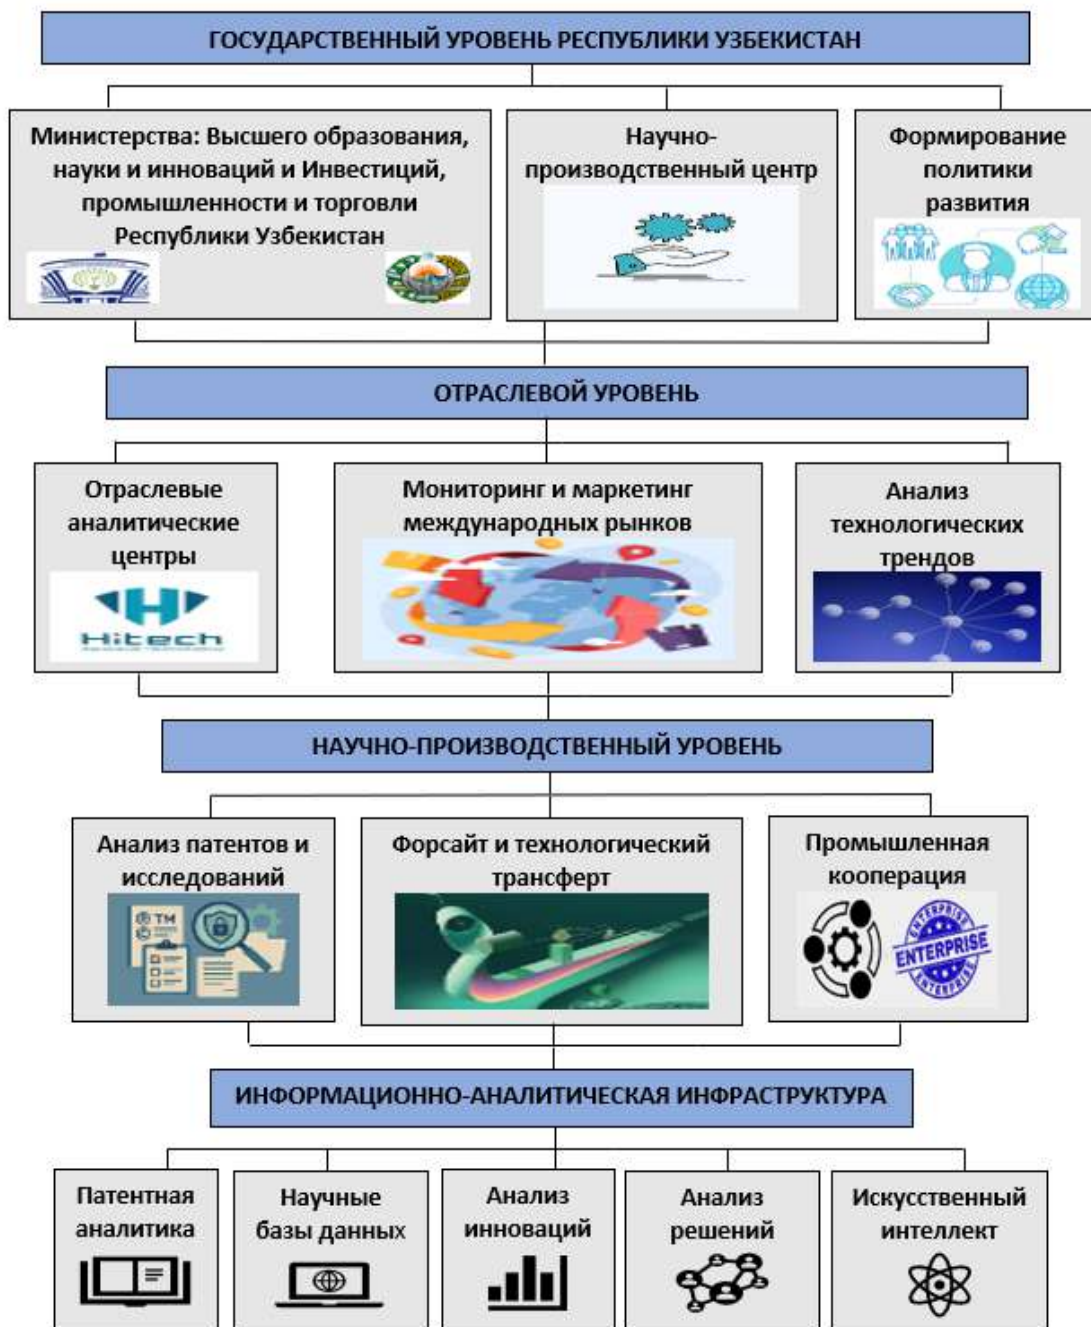 ГОСУДАРСТВЕННЫЙ УРОВЕНЬ РЕСПУБЛИКИ УЗБЕКИСТАН
Министерства: Высшего образования,
науки и инноваций и Инвестиций,
промышленности и торговли
Республики Узбекистан
Научно-
производственный центр
Формирование
политики
развития
ОТРАСЛЕВОЙ УРОВЕНЬ
Отраслевые
аналитические
центры
Hitech
Мониторинг и маркетинг
международных рынков
Анализ
технологических
трендов
НАУЧНО-ПРОИЗВОДСТВЕННЫЙ УРОВЕНЬ
Анализ патентов и
исследований
TM
Форсайт и технологический
трансферт
Промышленная
кооперация
ENTERPRISE
ENTERPRISE
ENTERPRISE
ИНФОРМАЦИОННО-АНАЛИТИЧЕСКАЯ ИНФРАСТРУКТУРА
Патентная
аналитика
Научные
базы данных
Анализ
инноваций
Анализ
решений
Искусственный
интеллект